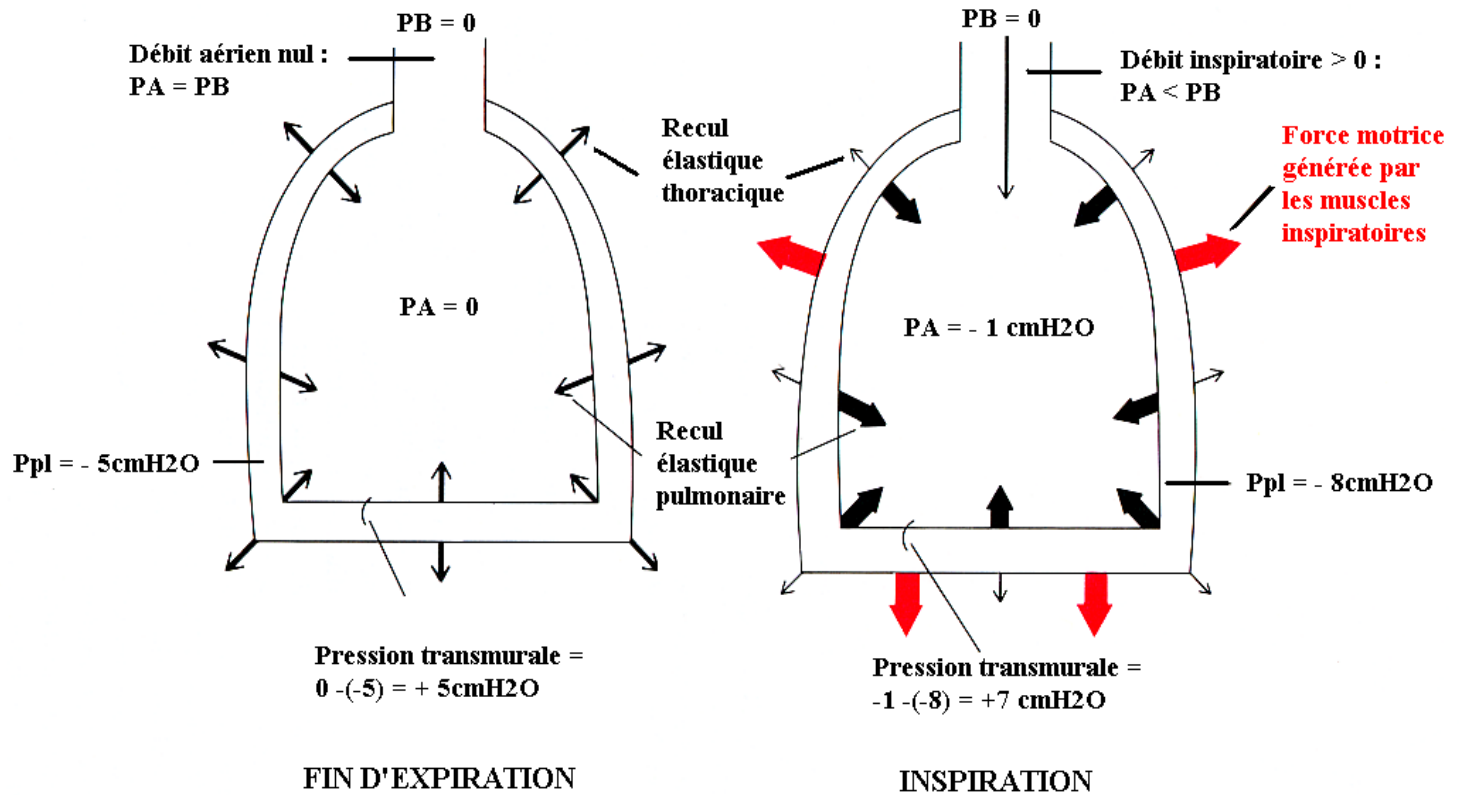 PB = 0
Débit aérien nul :
PA = PB
PA = 0
Ppl = - 5cmH2O
Pression transmurale =
0 -(-5) = + 5cmH2O
FIN D'EXPIRATION
Recul
élastique
thoracique
Recul
élastique
pulmonaire
PB = 0
Débit inspiratoire > 0 :
PA < PB
Force motrice
générée par
les muscles
inspiratoires
PA = - 1 cmH2O
Ppl = - 8cmH2O
Pression transmurale =
-1 -(-8) = +7 cmH2O
INSPIRATION